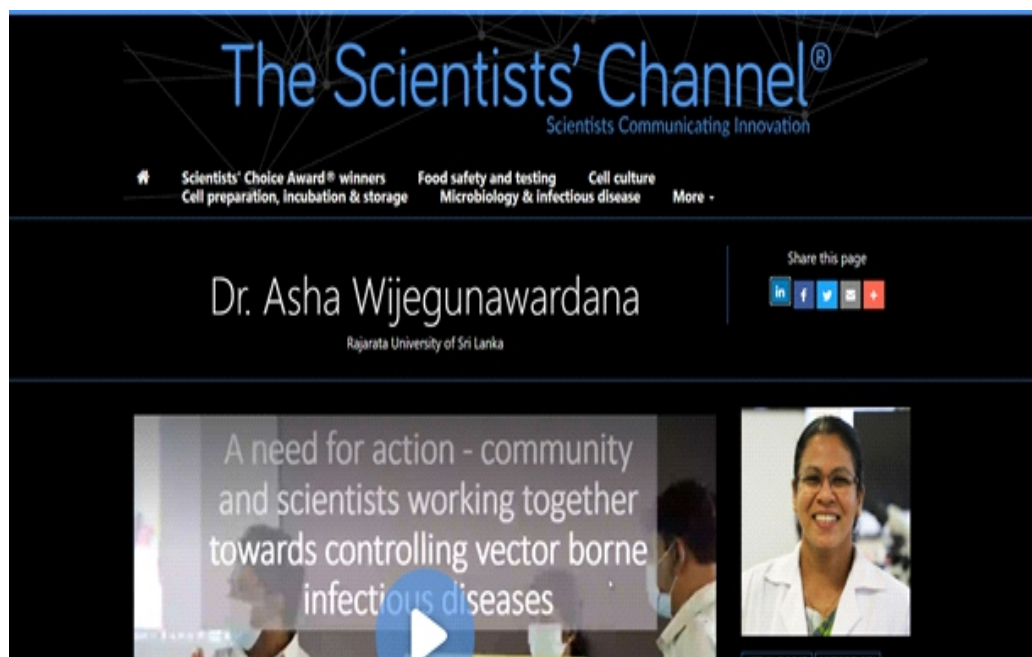 The Scientists' Channel®
Scientists Communicating Innovation
Scientists' Choice Award® winners Food safety and testing Cell culture
Cell preparation, incubation & storage Microbiology & infectious disease More
Dr. Asha Wijegunawardana
Rajarata University of Sri Lanka
Share this page
in f
A need for action - community
and scientists working together
towards controlling vector borne
infectious diseases